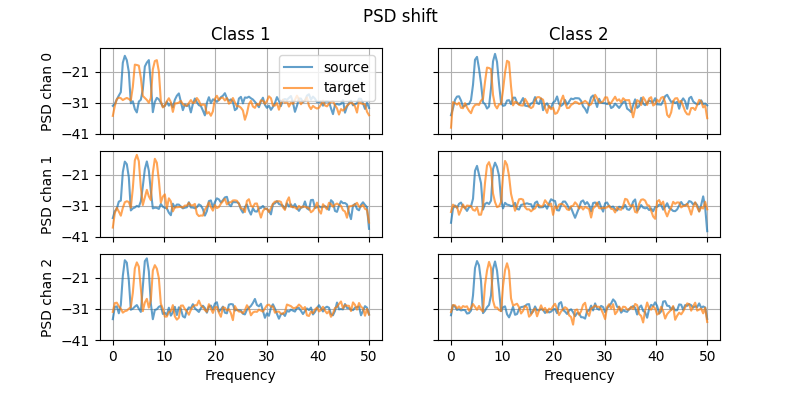 PSD shift
Class 1
Class 2
PSD chan 0
−21
−31
−41
source
target
PSD chan 1
−21
−31
−41
PSD chan 2
−21
−31
−41
0 10 20 30 40 50
0 10 20 30 40 50
Frequency
Frequency